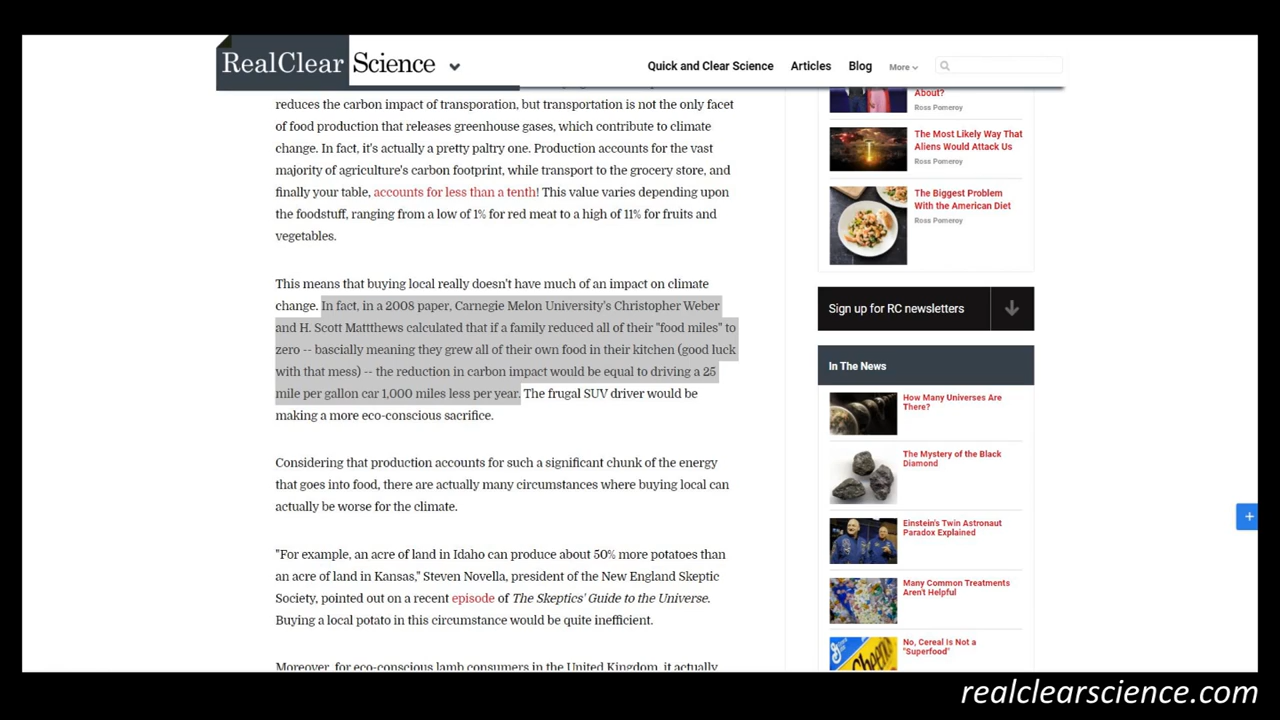 RealClear Science
Quick and Clear Science Articles Blog More
reduces the carbon impact of transporation, but transportation is not the only facet
of food production that releases greenhouse gases, which contribute to climate
change. In fact, it's actually a pretty paltry one. Production accounts for the vast
majority of agriculture's carbon footprint, while transport to the grocery store, and
finally your table, accounts for less than a tenth! This value varies depending upon
the foodstuff, ranging from a low of 1% for red meat to a high of 11% for fruits and
vegetables.
This means that buying local really doesn't have much of an impact on climate
change. In fact, in a 2008 paper, Carnegie Melon University's Christopher Weber
and H. Scott Mattthews calculated that if a family reduced all of their "food miles" to
zero -- bascially meaning they grew all of their own food in their kitchen (good luck
with that mess) -- the reduction in carbon impact would be equal to driving a 25
mile per gallon car 1,000 miles less per year. The frugal SUV driver would be
making a more eco-conscious sacrifice.
Considering that production accounts for such a significant chunk of the energy
that goes into food, there are actually many circumstances where buying local can
actually be worse for the climate.
"For example, an acre of land in Idaho can produce about 50% more potatoes than
an acre of land in Kansas," Steven Novella, president of the New England Skeptic
Society, pointed out on a recent episode of The Skeptics' Guide to the Universe.
Buying a local potato in this circumstance would be quite inefficient.
Moreover, for eco-conscious lamb consumers in the United Kingdom, it actually
About?
Ross Pomeroy
The Most Likely Way That
Aliens Would Attack Us
Ross Pomeroy
The Biggest Problem
With the American Diet
Ross Pomeroy
Sign up for RC newsletters
In The News
How Many Universes Are
There?
The Mystery of the Black
Diamond
Einstein's Twin Astronaut
Paradox Explained
Many Common Treatments
Aren't Helpful
No, Cereal Is Not a
"Superfood"
realclearscience.com